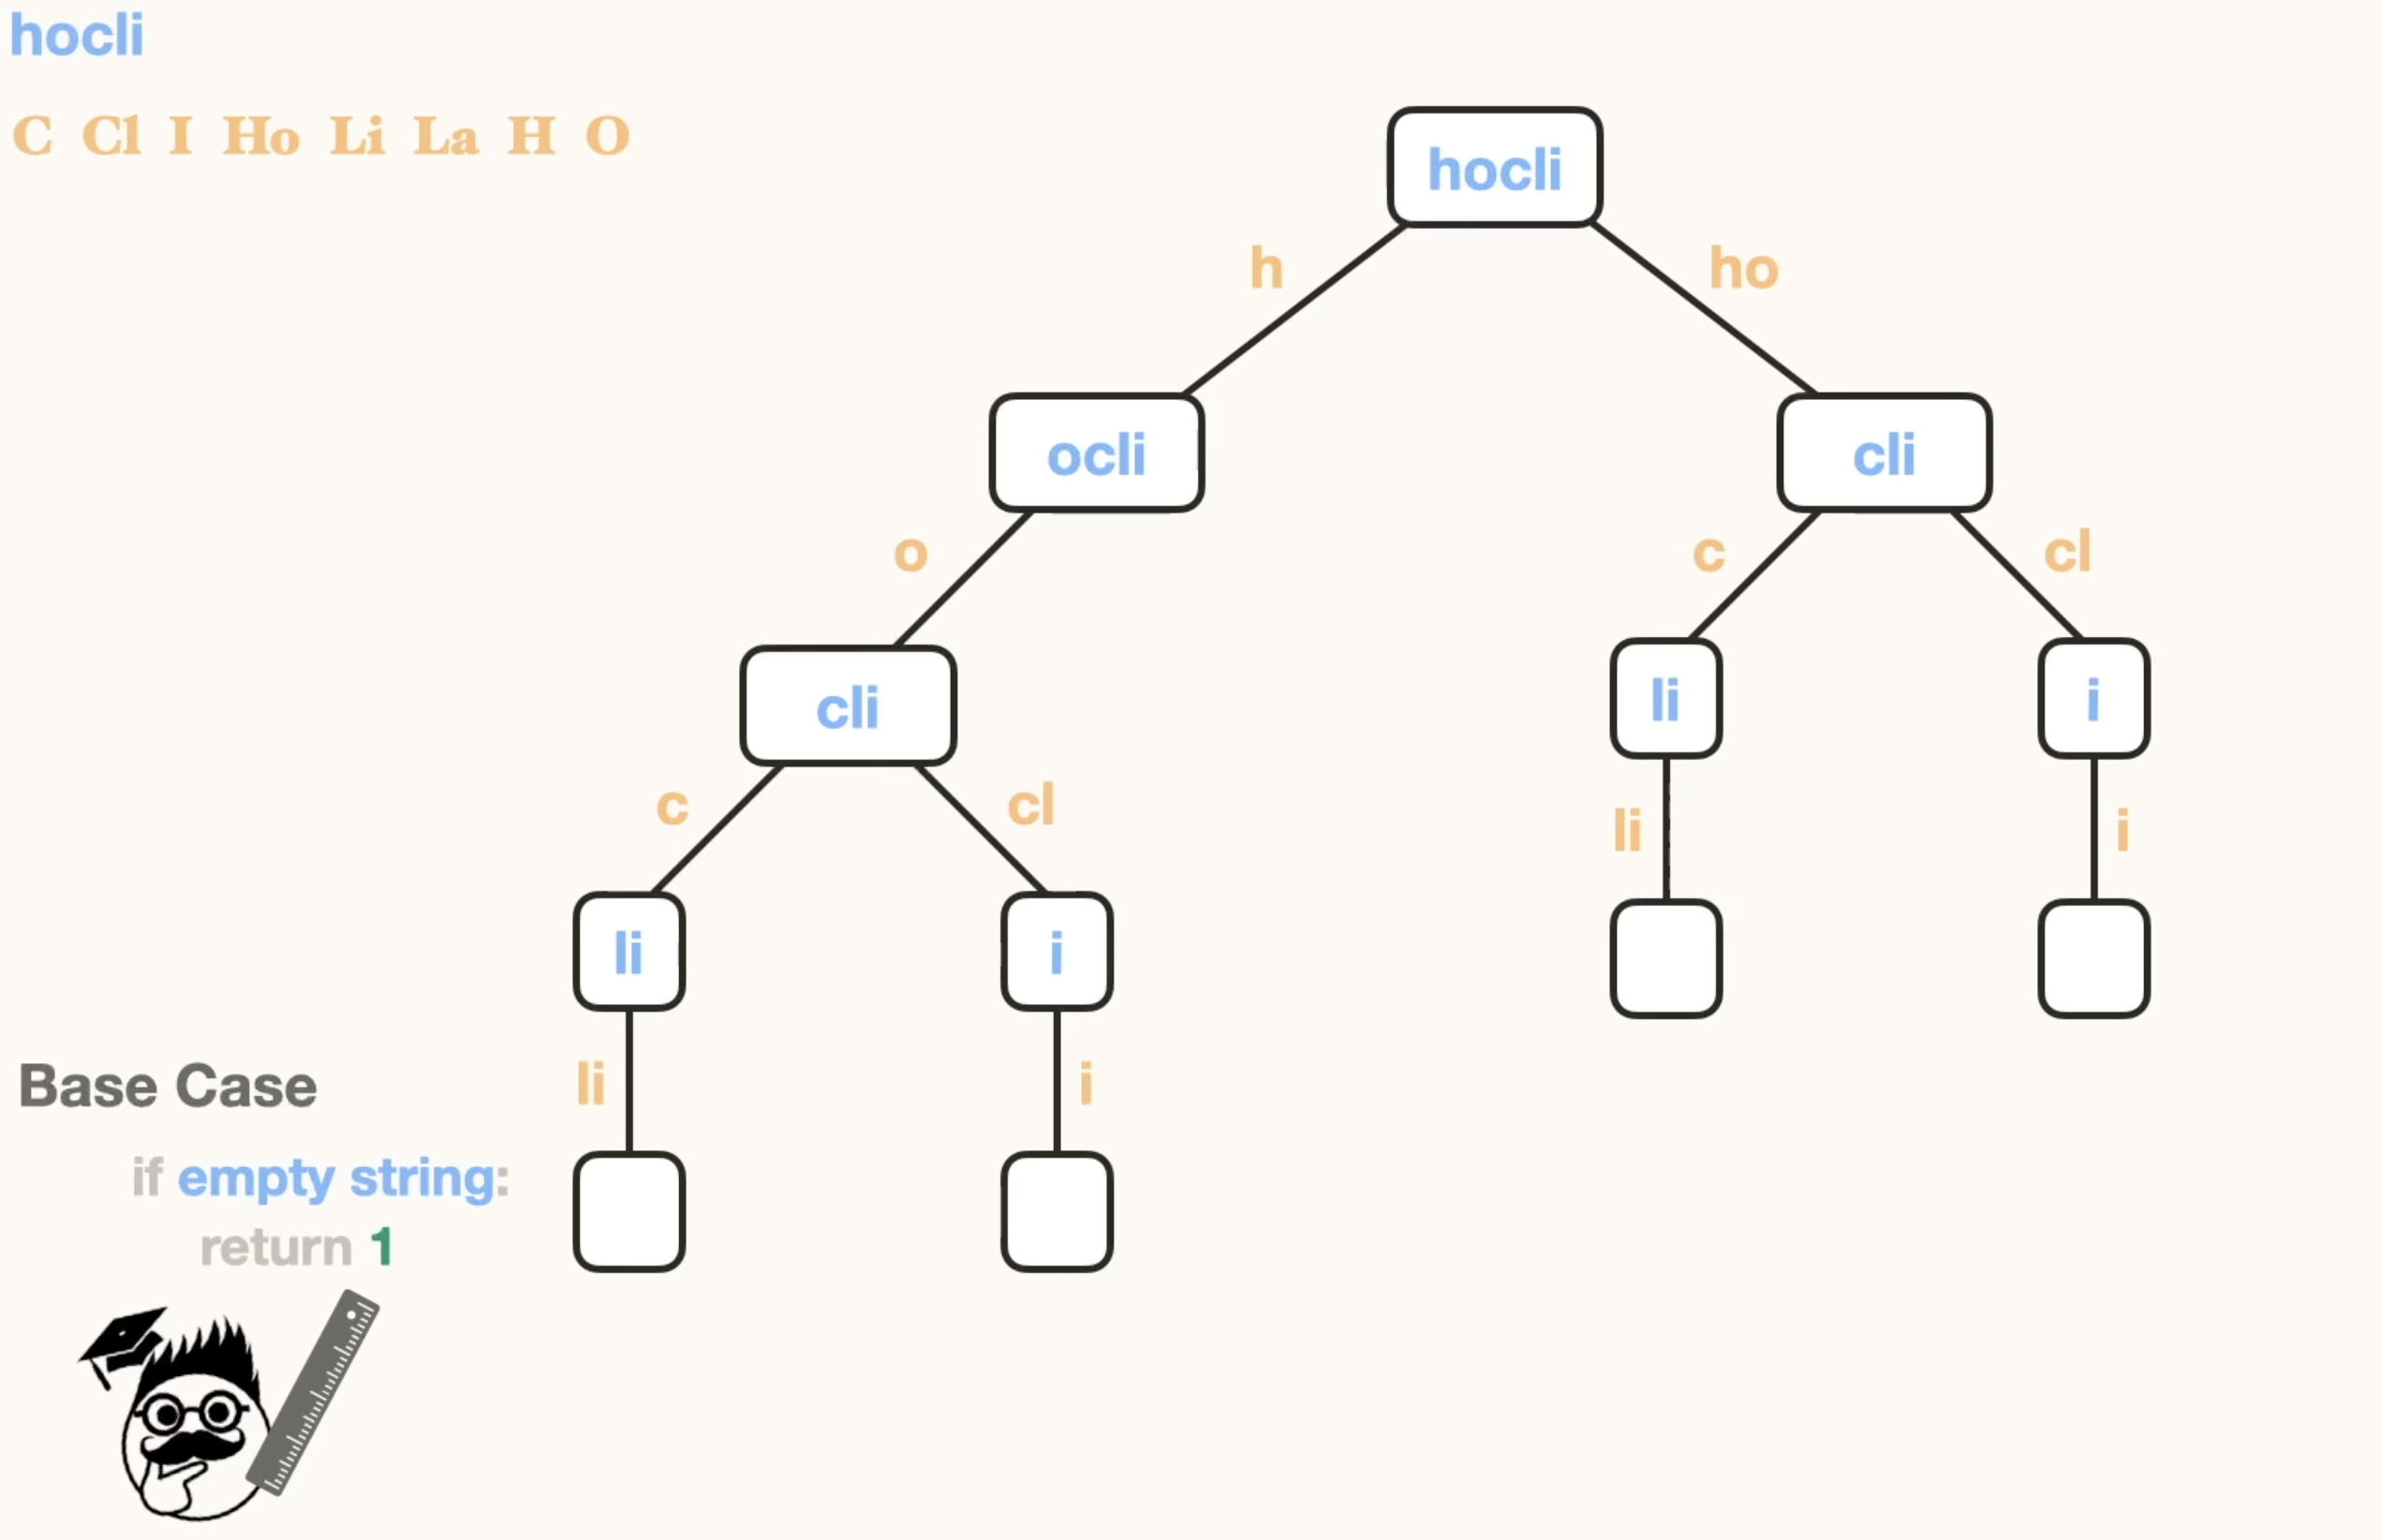 hocli
C Cl I Ho Li La H O
hocli
h ho
ocli cli
o c cl
cli li i
c cl li i
li i
li i
Base Case
if empty string:
return 1